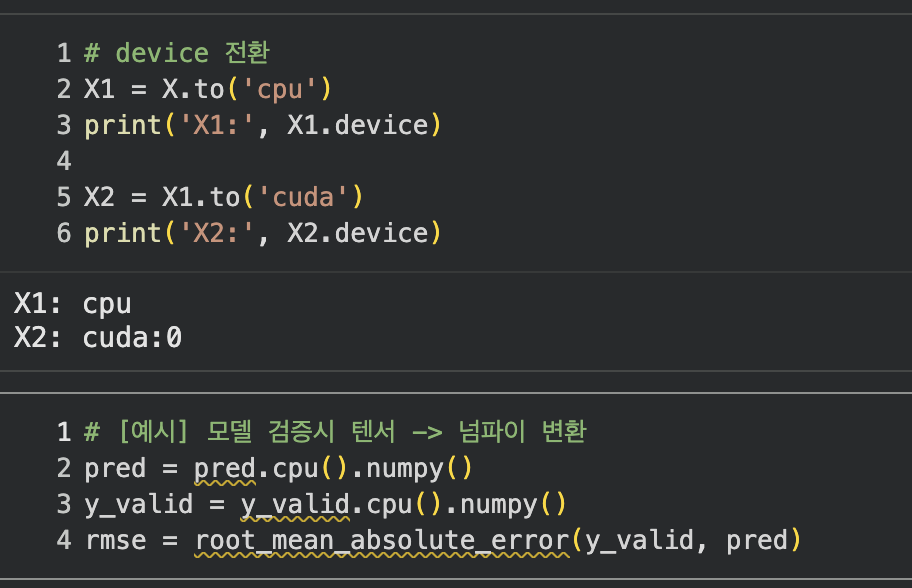 1 # device 전환
2 X1 = X.to('cpu')
3 print('X1:', X1.device)
4
5 X2 = X1.to('cuda')
6 print('X2:', X2.device)
X1: cpu
X2: cuda:0
1 # [예시] 모델 검증시 텐서 -> 넘파이 변환
2 pred = pred.cpu().numpy()
3 y_valid = y_valid.cpu().numpy()
4 rmse = root_mean_absolute_error(y_valid, pred)